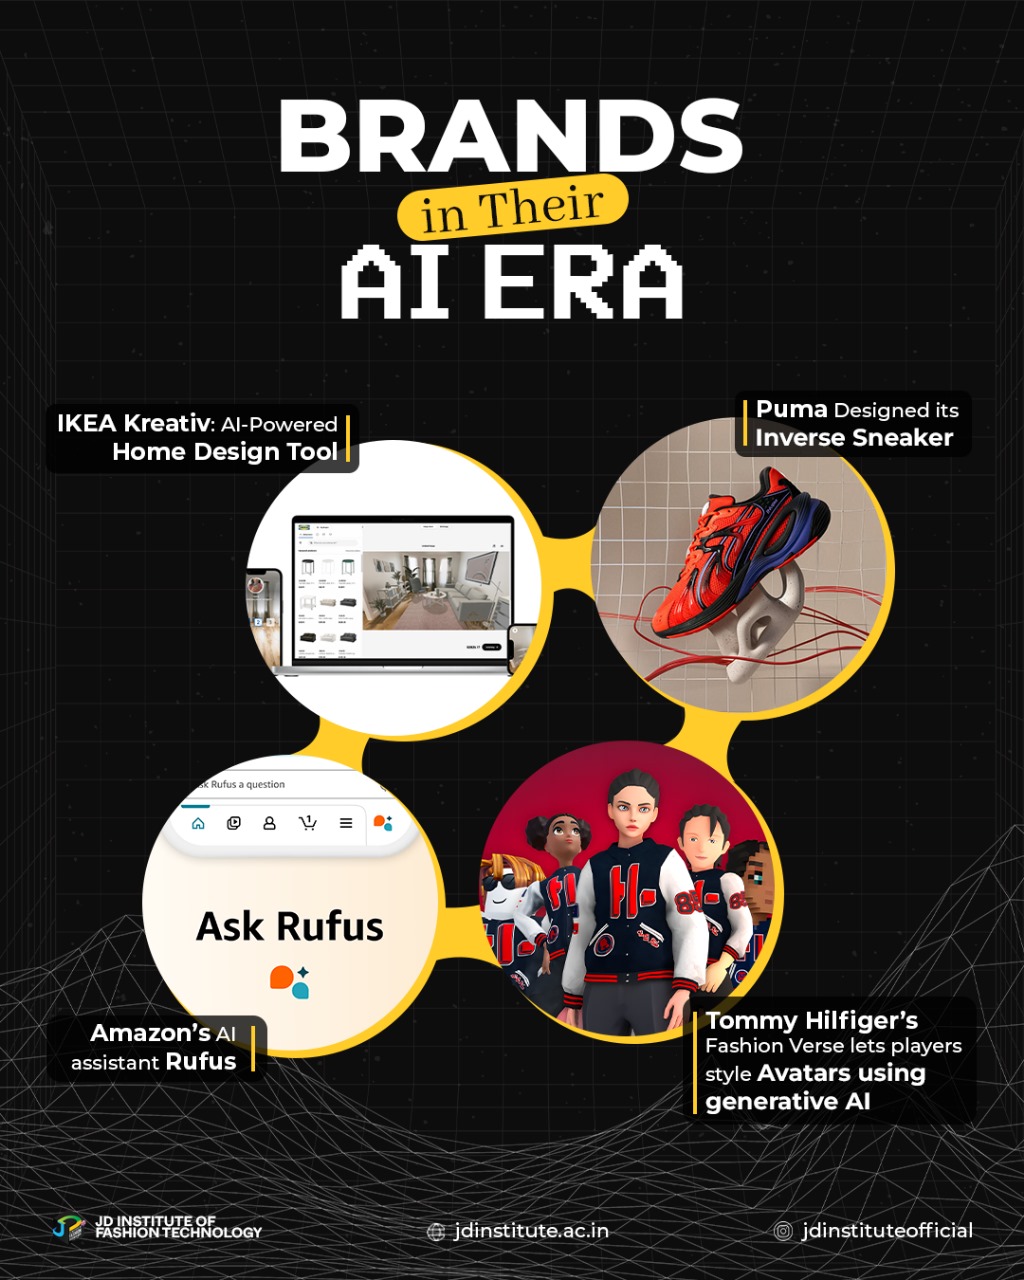 BRANDS
in Their
AI ERA
IKEA Kreativ: AI-Powered
Home Design Tool
Puma Designed its
Inverse Sneaker
Ask Rufus a question
1
Ask Rufus
Amazon's AI
assistant Rufus
Tommy Hilfiger's
Fashion Verse lets players
style Avatars using
generative AI
JD INSTITUTE OF
FASHION TECHNOLOGY
jdinstitute.ac.in
jdinstituteofficial